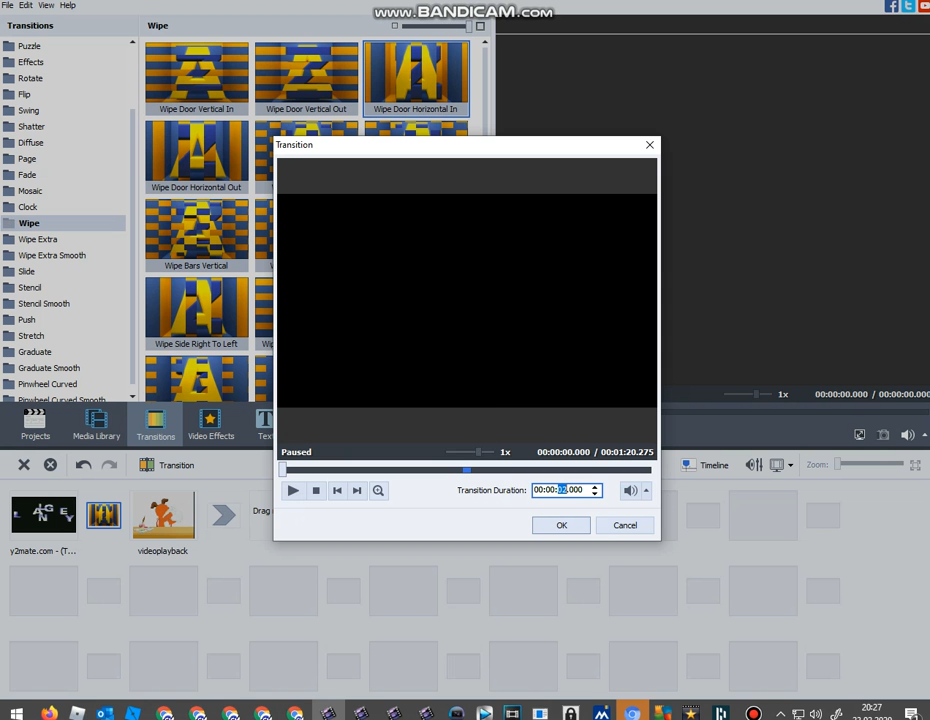 www.BANDICAM.com
File Edit View Help
Transitions
Wipe
Puzzle
Effects
Rotate
Flip
Swing
Shatter
Diffuse
Page
Fade
Mosaic
Clock
Wipe
Wipe Extra
Wipe Extra Smooth
Slide
Stencil
Stencil Smooth
Push
Stretch
Graduate
Graduate Smooth
Pinwheel Curved
Pinwheel Curved Smooth
Wipe Door Vertical In
Wipe Door Vertical Out
Wipe Door Horizontal In
Wipe Door Horizontal Out
Wipe Bars Vertical
Wipe Side Right To Left
Transition
Paused
1x
00:00:00.000 / 00:01:20.275
Transition Duration:
00:00:02.000
OK
Cancel
1x
00:00:00.000 / 00:00:00.000
Projects
Media Library
Transitions
Video Effects
Text
Transition
Timeline
Zoom:
Drag
y2mate.com - (T...
videoplayback
20:27